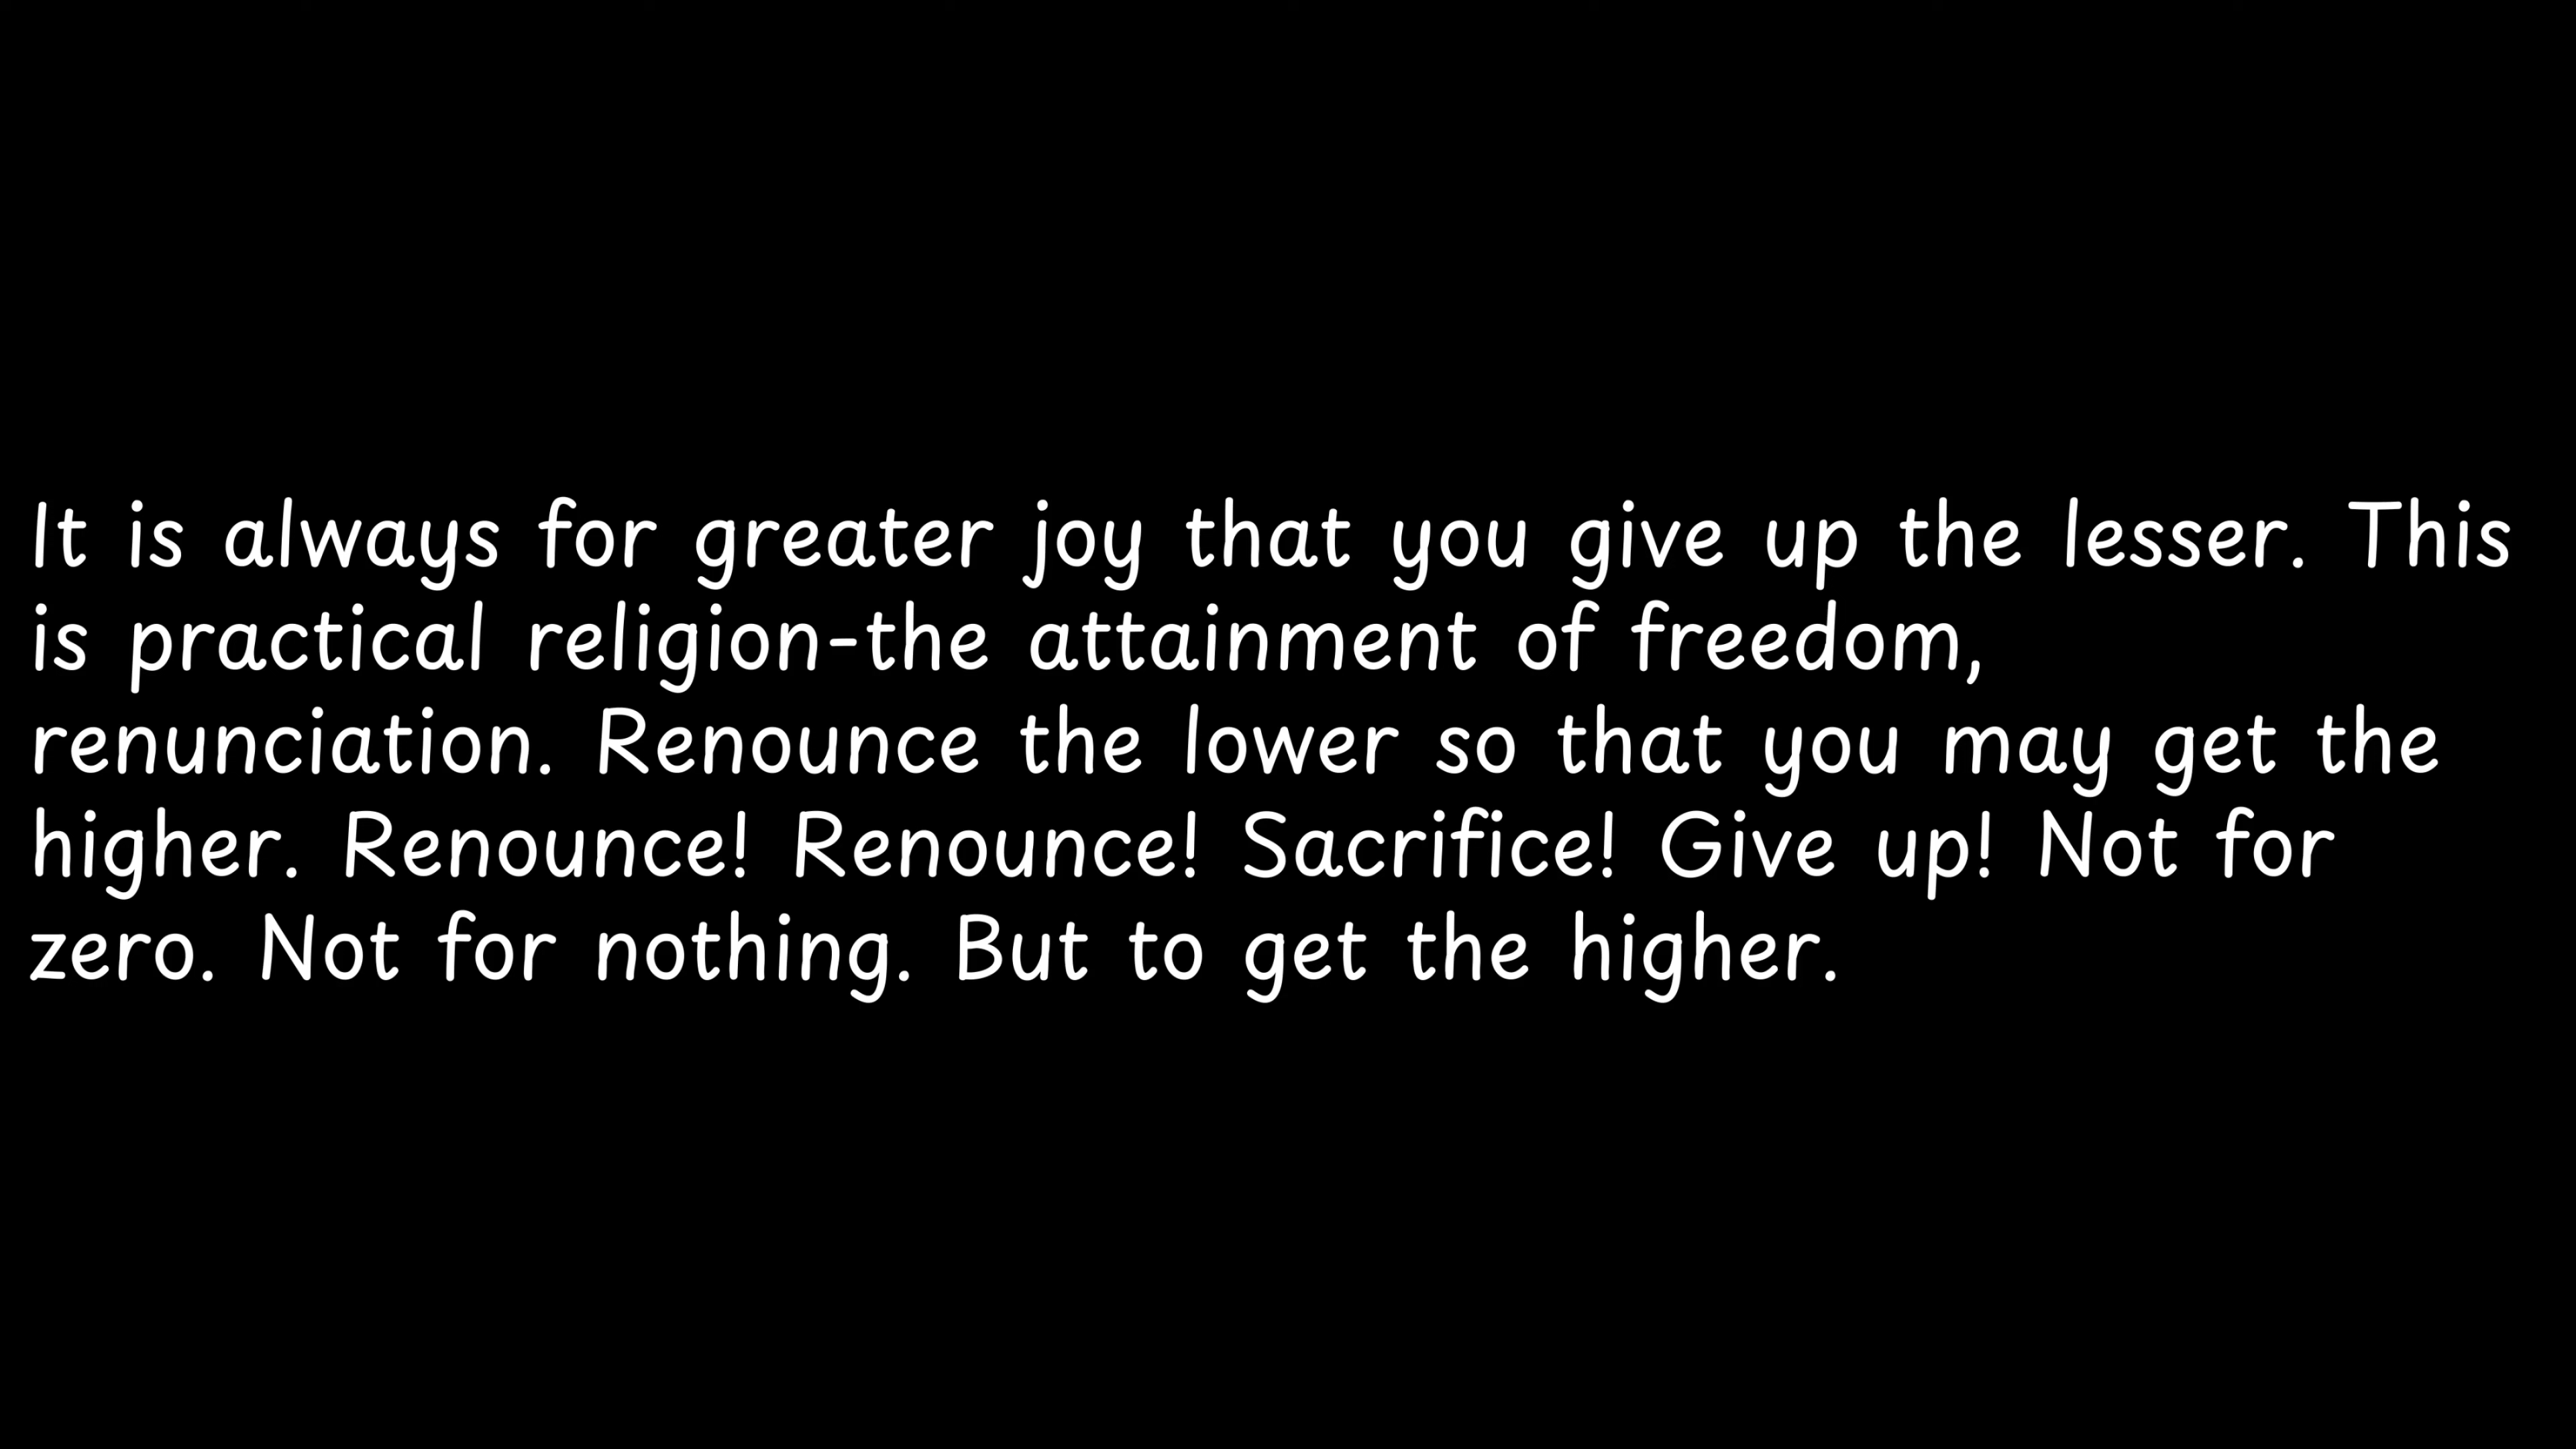 It is always for greater joy that you give up the lesser. This
is practical religion-the attainment of freedom,
renunciation. Renounce the lower so that you may get the
higher. Renounce! Renounce! Sacrifice! Give up! Not for
zero. Not for nothing. But to get the higher.